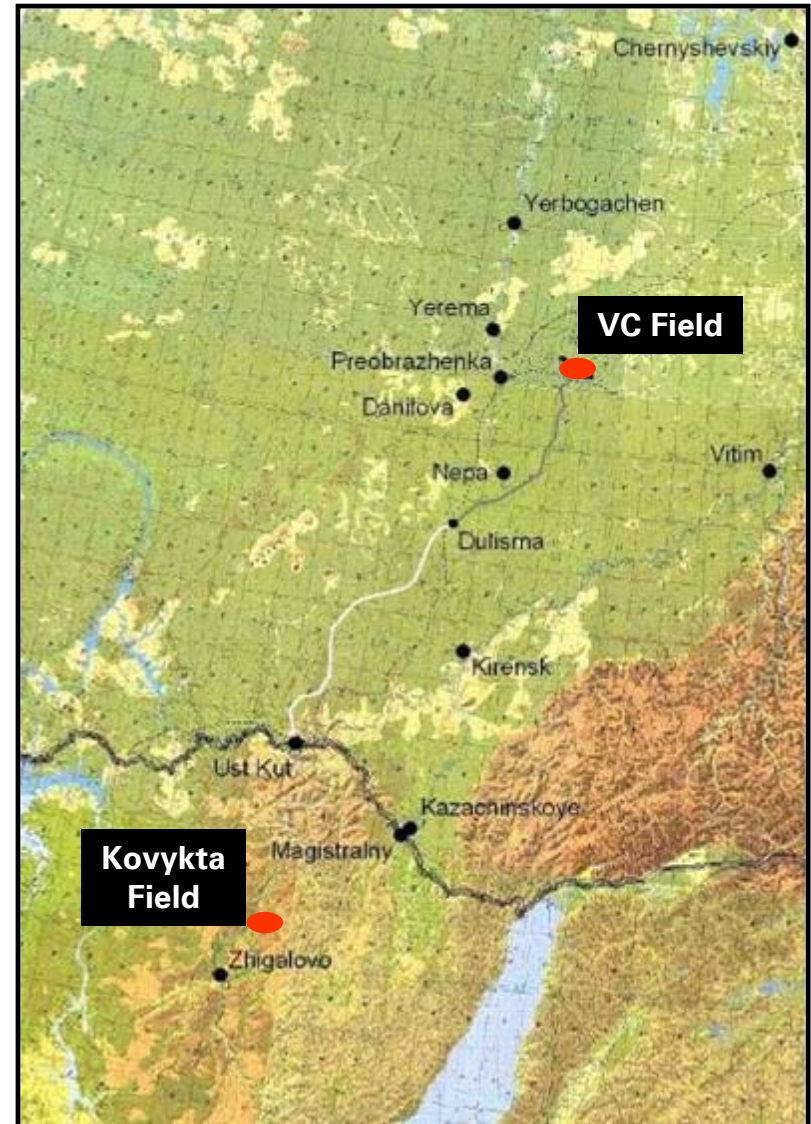 Chernyshevskiy
Yerbogachen
Yerema
VC Field
Preobrazhenka
Danilova
Vitim
Nepa
Dulisma
Kirensk
Ust Kut
Kazachinskoye
Magistralny
Kovykta
Field
Zhigalovo